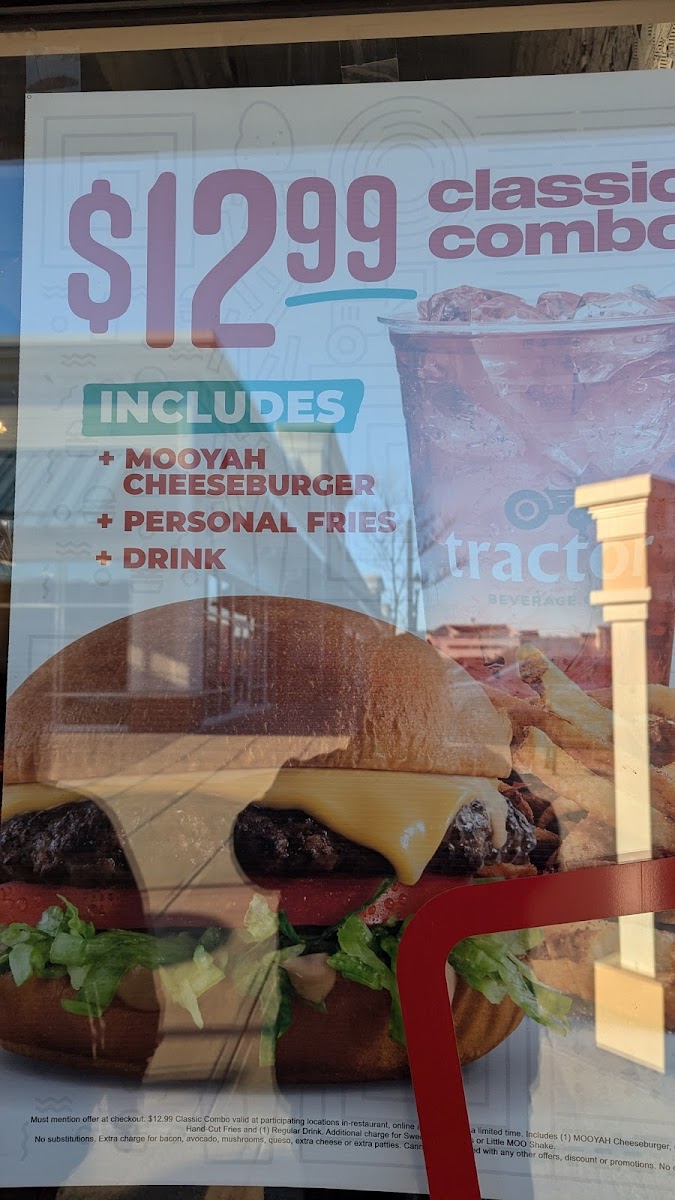 $12.99
classic
combo
INCLUDES
+ MOOYAH
CHEESEBURGER
+ PERSONAL FRIES
+ DRINK
tractor
BEVERAGE
Must mention offer at checkout. $12.99 Classic Combo valid at participating locations in-restaurant, online a limited time. Includes (1) MOOYAH Cheeseburger,
Hand-Cut Fries and (1) Regular Drink. Additional charge for or Little MOO Shake.
No substitutions. Extra charge for bacon, avocado, mushrooms, queso, extra cheese or extra patties. with any other offers, discount or promotions. No